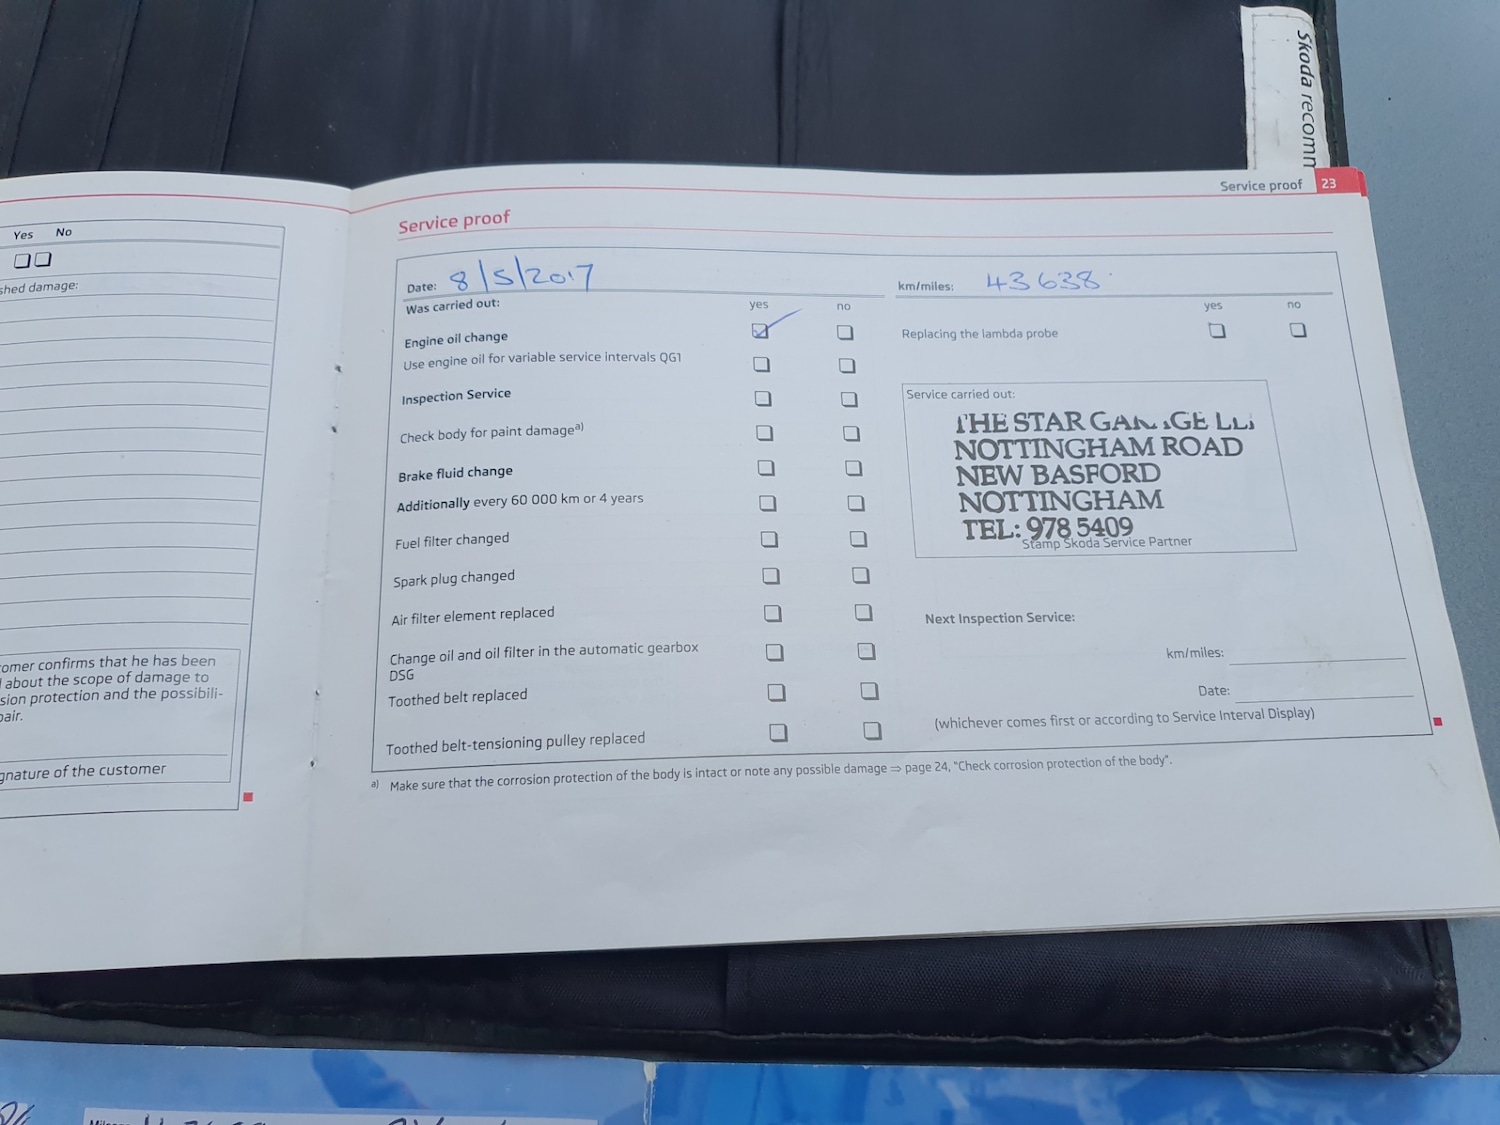 Skoda recomm
Service proof 23
Yes No
shed damage:
omer confirms that he has been
about the scope of damage to
sion protection and the possibili-
pair.
gnature of the customer
Service proof
Date: 8/5/2017
km/miles: 43638
Was carried out: yes no
yes no
Engine oil change
Replacing the lambda probe
Use engine oil for variable service intervals QG1
Inspection Service
Check body for paint damage a)
Brake fluid change
Additionally every 60 000 km or 4 years
Fuel filter changed
Spark plug changed
Air filter element replaced
Change oil and oil filter in the automatic gearbox
DSG
Toothed belt replaced
Toothed belt-tensioning pulley replaced
Service carried out:
THE STAR
NOTTINGHAM ROAD
NEW BASFORD
NOTTINGHAM
TEL: 978 5409
Stamp Skoda Service Partner
Next Inspection Service:
km/miles:
Date:
(whichever comes first or according to Service Interval Display)
a) Make sure that the corrosion protection of the body is intact or note any possible damage ⇒ page 24, "Check corrosion protection of the body".